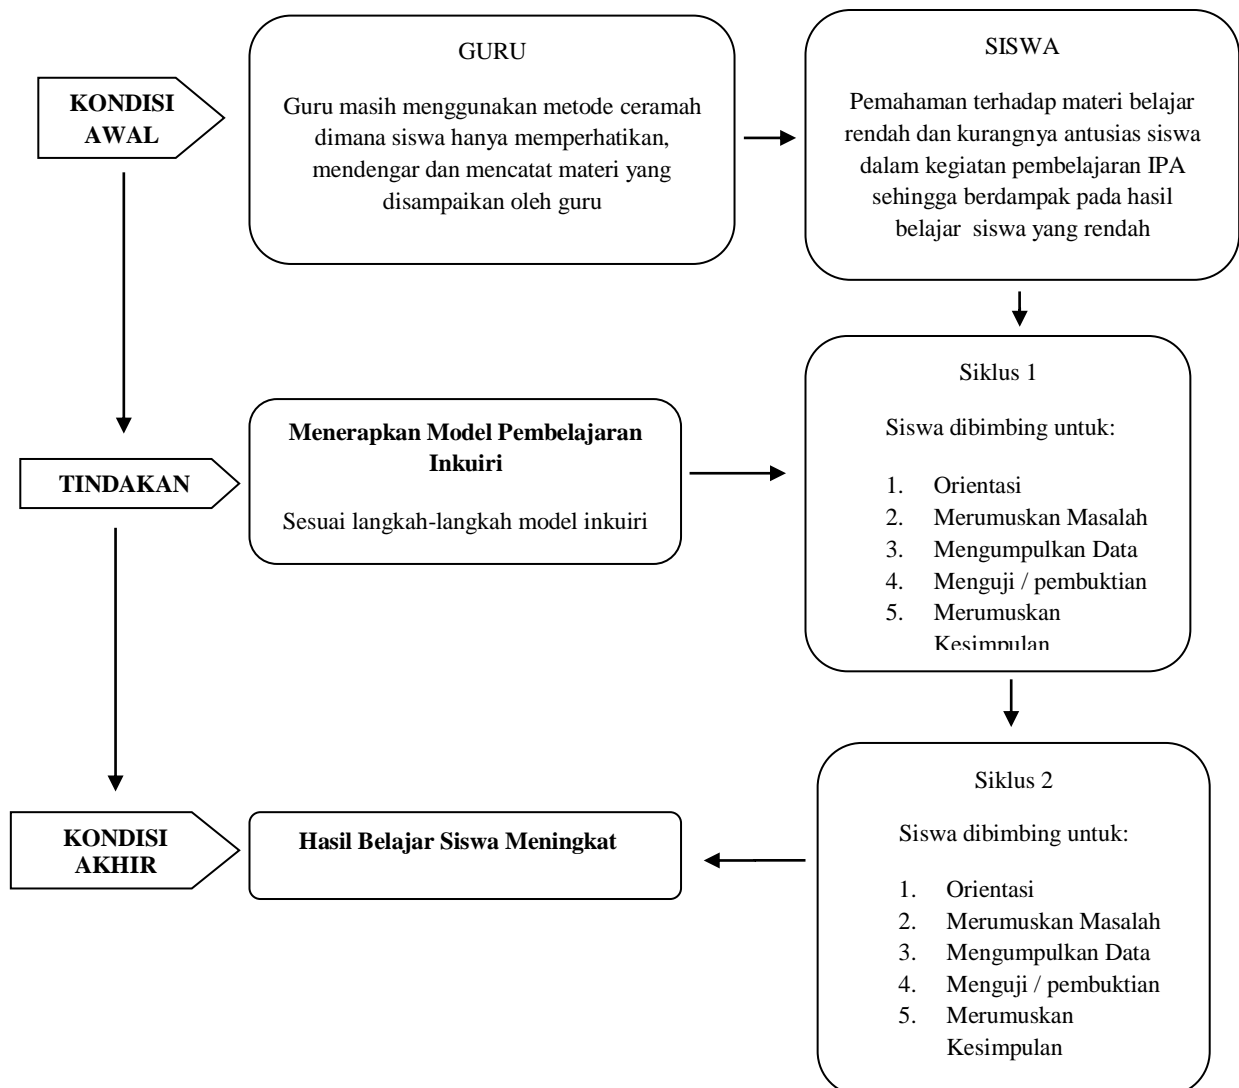 KONDISI
AWAL
GURU
Guru masih menggunakan metode ceramah
dimana siswa hanya memperhatikan,
mendengar dan mencatat materi yang
disampaikan oleh guru
SISWA
Pemahaman terhadap materi belajar
rendah dan kurangnya antusias siswa
dalam kegiatan pembelajaran IPA
sehingga berdampak pada hasil
belajar siswa yang rendah
TINDAKAN
Menerapkan Model Pembelajaran
Inkuiri
Sesuai langkah-langkah model inkuiri
Siklus 1
Siswa dibimbing untuk:
1. Orientasi
2. Merumuskan Masalah
3. Mengumpulkan Data
4. Menguji / pembuktian
5. Merumuskan
Kesimpulan
KONDISI
AKHIR
Hasil Belajar Siswa Meningkat
Siklus 2
Siswa dibimbing untuk:
1. Orientasi
2. Merumuskan Masalah
3. Mengumpulkan Data
4. Menguji / pembuktian
5. Merumuskan
Kesimpulan